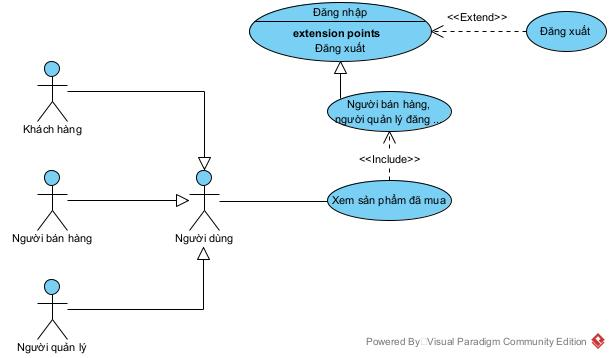 Đăng nhập
extension points
Đăng xuất
<<Extend>>
Đăng xuất
Khách hàng
Người bán hàng,
người quản lý đăng ..
<<Include>>
Xem sản phẩm đã mua
Người bán hàng
Người dùng
Người quản lý
Powered By Visual Paradigm Community Edition